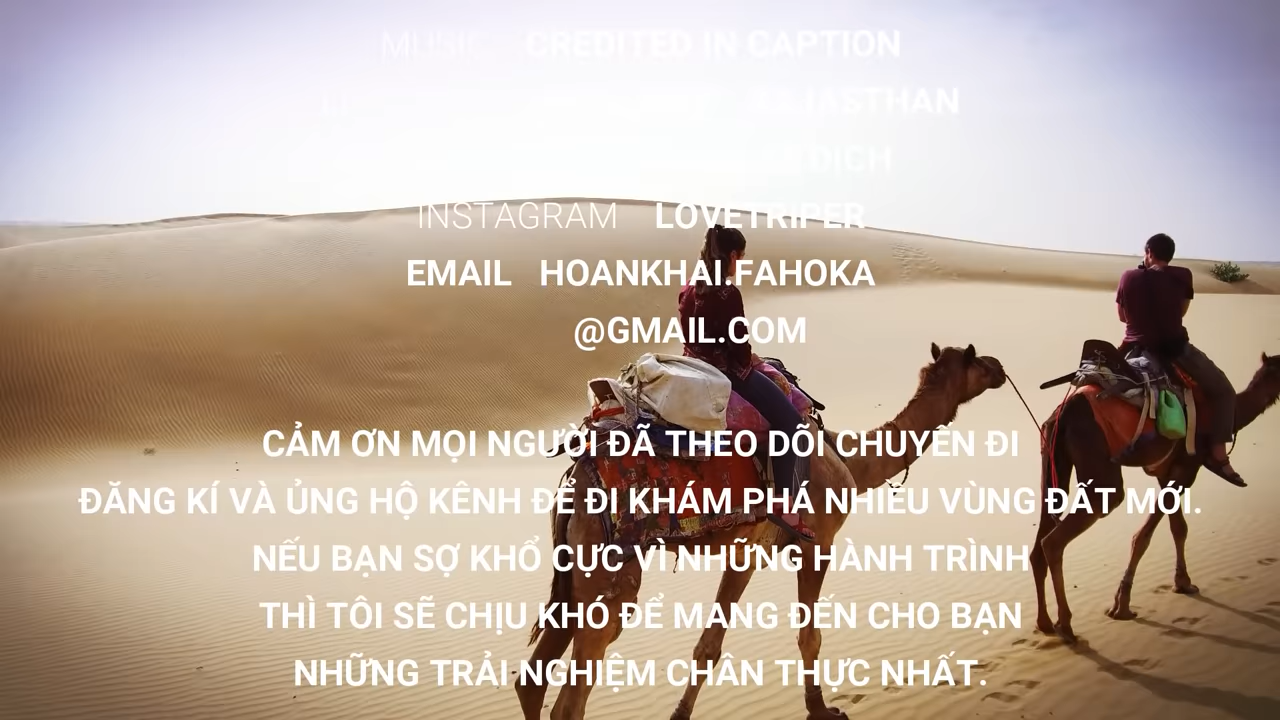 MUSIC CREDITED IN CAPTION
RAJASTHAN
DỊCH
INSTAGRAM LOVETRIPER
EMAIL HOANKHAI.FAHOKA
@GMAIL.COM
CẢM ƠN MỌI NGƯỜI ĐÃ THEO DÕI CHUYẾN ĐI
ĐĂNG KÍ VÀ ỦNG HỘ KÊNH ĐỂ ĐI KHÁM PHÁ NHIỀU VÙNG ĐẤT MỚI.
NẾU BẠN SỢ KHỔ CỰC VÌ NHỮNG HÀNH TRÌNH
THÌ TÔI SẼ CHỊU KHÓ ĐỂ MANG ĐẾN CHO BẠN
NHỮNG TRẢI NGHIỆM CHÂN THỰC NHẤT.